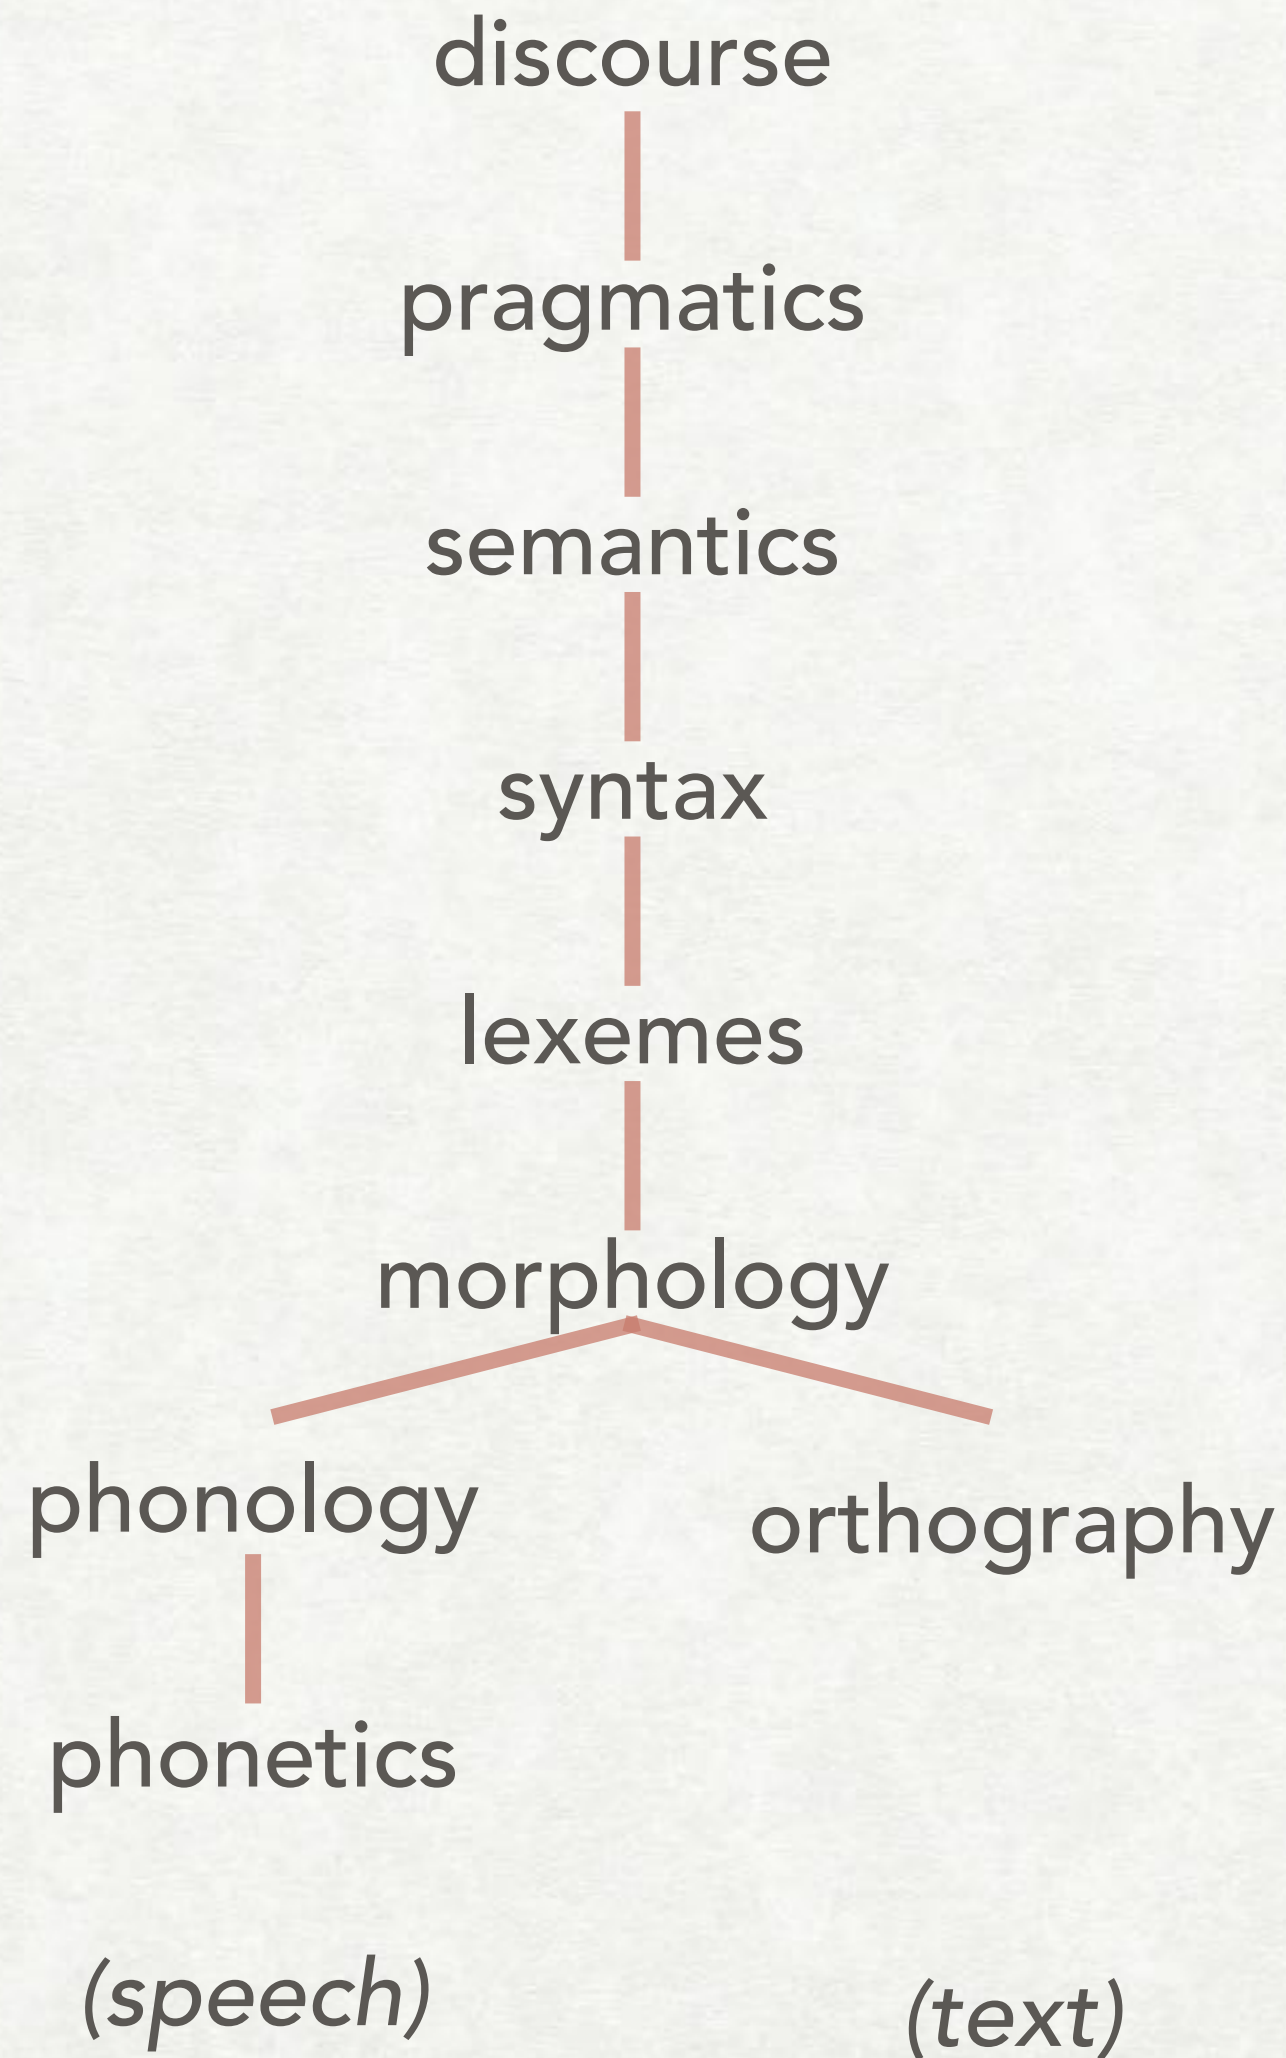 discourse
pragmatics
semantics
syntax
lexemes
morphology
phonology
orthography
phonetics
(speech)
(text)